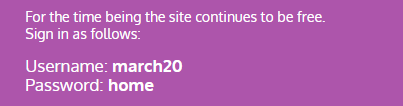 For the time being the site continues to be free.
Sign in as follows:
Username: march20
Password: home